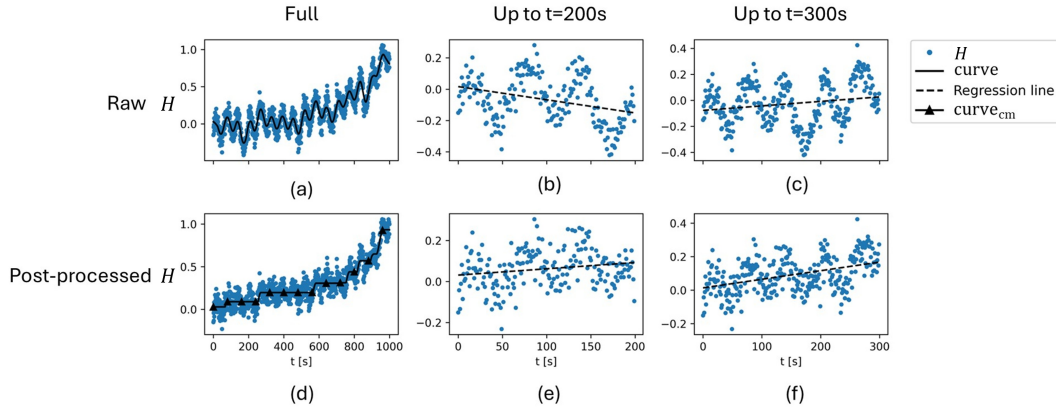 Full
Up to t=200s
Up to t=300s
Raw H
1.0
0.5
0.0
0.2
0.0
−0.2
−0.4
0.4
0.2
0.0
−0.2
−0.4
H
curve
Regression line
curvecm
(a)
(b)
(c)
Post-processed H
1.0
0.5
0.0
0.2
0.0
−0.2
0.4
0.2
0.0
−0.2
0 200 400 600 800 1000
0 50 100 150 200
0 100 200 300
t [s]
t [s]
t [s]
(d)
(e)
(f)